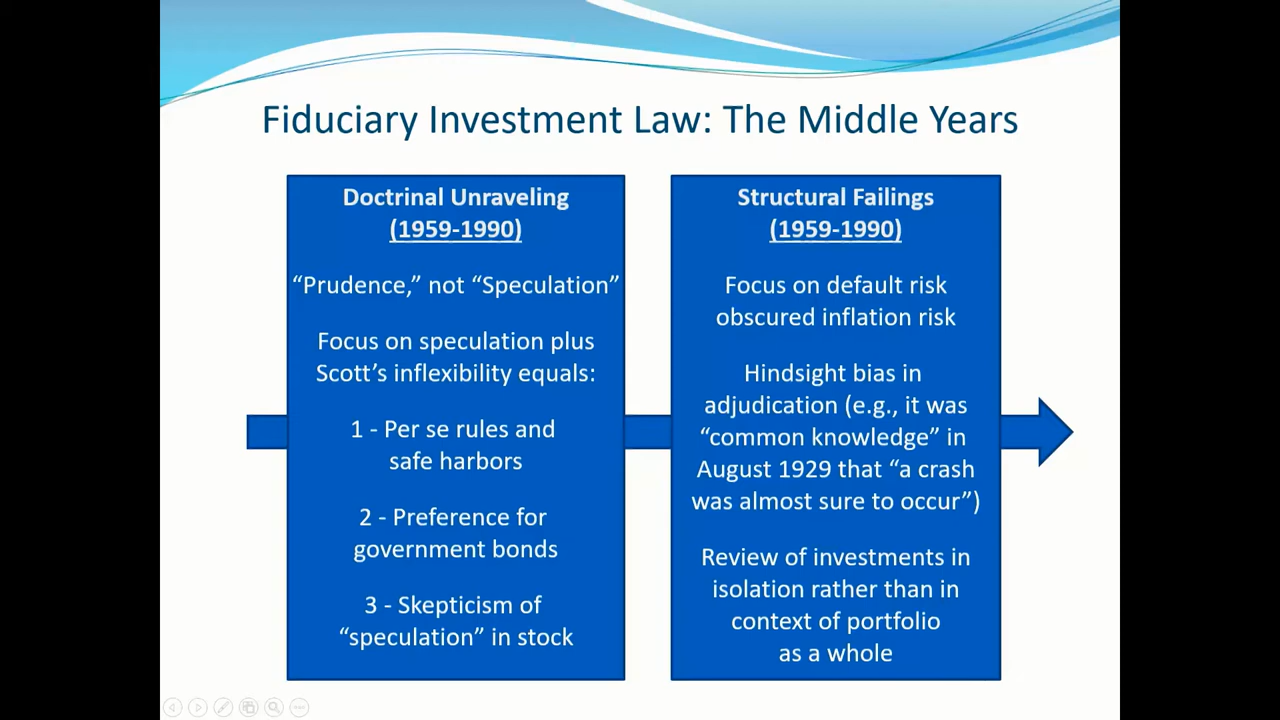 Fiduciary Investment Law: The Middle Years
Doctrinal Unraveling
(1959-1990)
“Prudence,” not “Speculation”
Focus on speculation plus
Scott’s inflexibility equals:
1 - Per se rules and
safe harbors
2 - Preference for
government bonds
3 - Skepticism of
“speculation” in stock
Structural Failings
(1959-1990)
Focus on default risk
obscured inflation risk
Hindsight bias in
adjudication (e.g., it was
“common knowledge” in
August 1929 that “a crash
was almost sure to occur”)
Review of investments in
isolation rather than in
context of portfolio
as a whole